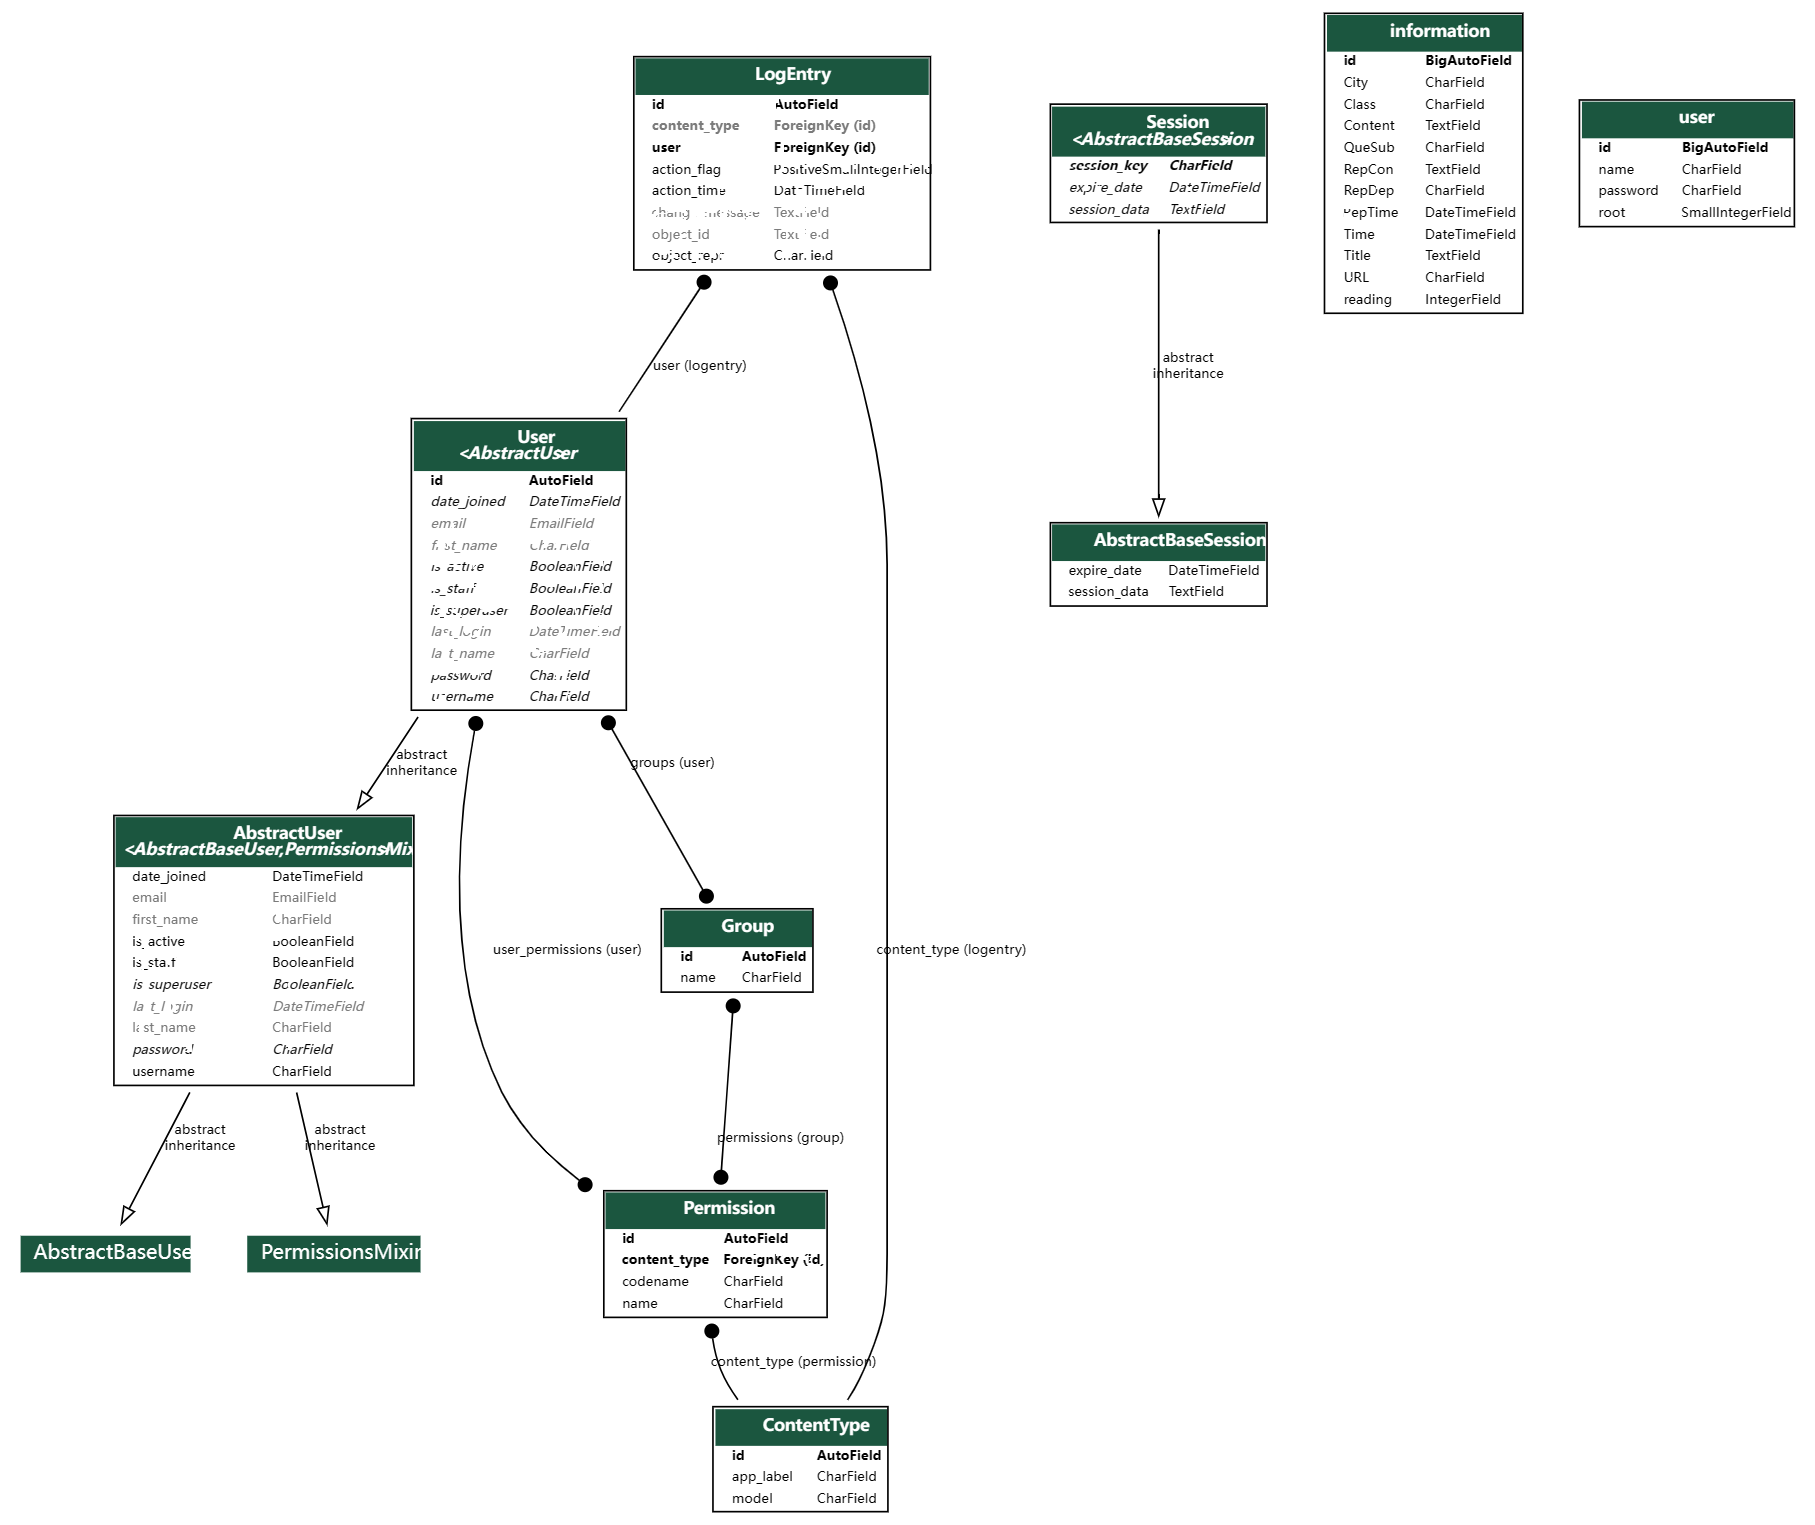 LogEntry
id AutoField
content_type ForeignKey (id)
user ForeignKey (id)
action_flag PositiveSmallIntegerField
action_time DateTimeField
change_message TextField
object_id TextField
object_repr CharField
Session
<AbstractBaseSession
session_key CharField
expire_date DateTimeField
session_data TextField
information
id BigAutoField
City CharField
Class CharField
Content TextField
QueSub CharField
RepCon TextField
RepDep CharField
RepTime DateTimeField
Time DateTimeField
Title TextField
URL CharField
reading IntegerField
user
id BigAutoField
name CharField
password CharField
root SmallIntegerField
user (logentry)
abstract
inheritance
User
<AbstractUser
id AutoField
date_joined DateTimeField
email EmailField
first_name CharField
is_active BooleanField
is_staff BooleanField
is_superuser BooleanField
last_login DateTimeField
last_name CharField
password CharField
username CharField
AbstractBaseSession
expire_date DateTimeField
session_data TextField
abstract
inheritance
groups (user)
AbstractUser
<AbstractBaseUser,PermissionsMix
date_joined DateTimeField
email EmailField
first_name CharField
is_active BooleanField
is_staff BooleanField
is_superuser BooleanField
last_login DateTimeField
last_name CharField
password CharField
username CharField
user_permissions (user)
Group
id AutoField
name CharField
content_type (logentry)
abstract
inheritance
abstract
inheritance
permissions (group)
AbstractBaseUse
PermissionsMixin
Permission
id AutoField
content_type ForeignKey (id)
codename CharField
name CharField
content_type (permission)
ContentType
id AutoField
app_label CharField
model CharField